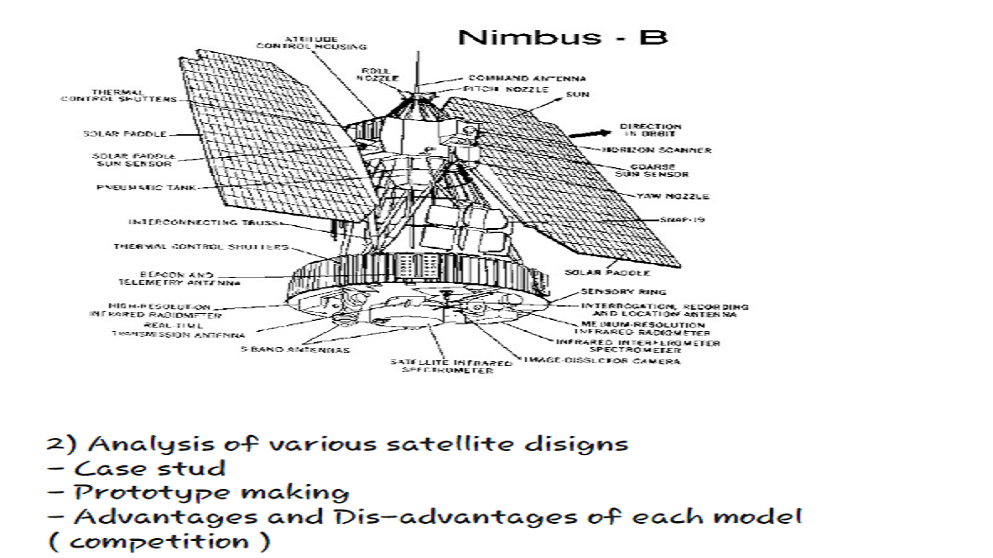 Nimbus - B
ATTITUDE
CONTROL HOUSING
ROLL
NOZZLE
COMMAND ANTENNA
PITCH NOZZLE
SUN
THERMAL
CONTROL SHUTTERS
DIRECTION
IN ORBIT
SOLAR PADDLE
HORIZON SCANNER
SOLAR PADDLE
SUN SENSOR
COARSE
SUN SENSOR
PNEUMATIC TANK
YAW NOZZLE
INTERCONNECTING TRUSS
SNAP-19
THERMAL CONTROL SHUTTERS
SOLAR PADDLE
BEACON AND
TELEMETRY ANTENNA
SENSORY RING
HIGH-RESOLUTION
INFRARED RADIOMETER
INTERROGATION, RECORDING
AND LOCATION ANTENNA
REAL-TIME
TRANSMISSION ANTENNA
MEDIUM-RESOLUTION
INFRARED RADIOMETER
INFRARED INTERFEROMETER
SPECTROMETER
S-BAND ANTENNAS
SATELLITE INFRARED
SPECTROMETER
IMAGE-DISSECTOR CAMERA
2) Analysis of various satellite disigns
- Case stud
- Prototype making
- Advantages and Dis-advantages of each model
( competition )